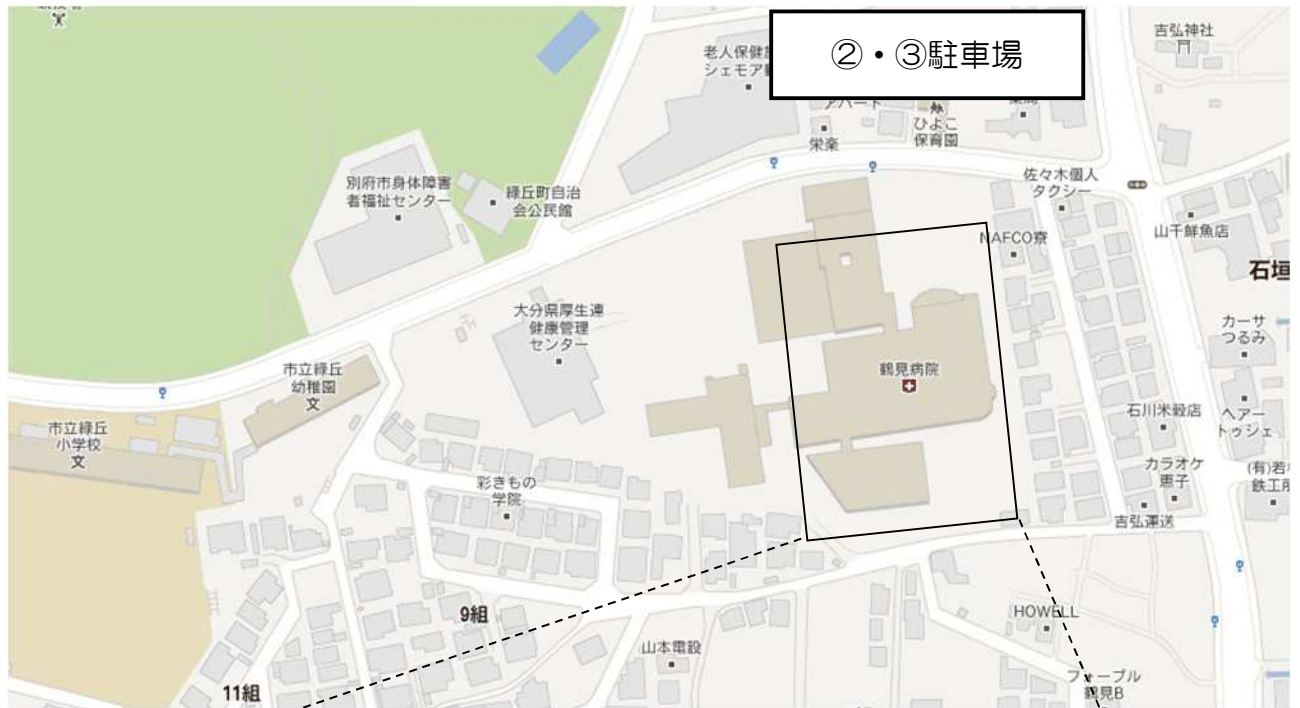 ②・③駐車場
吉弘神社
老人保健施
シェモア
アパート
ひよこ
保育園
栄楽
佐々木個人
タクシー
別府市身体障害
者福祉センター
緑丘町自治
会公民館
NAFCO寮
山千鮮魚店
石垣
大分県厚生連
健康管理
センター
カーサ
つるみ
市立緑丘
幼稚園
文
鶴見病院
市立緑丘
小学校
文
石川米穀店
ヘアー
トゥシェ
カラオケ
恵子
(有)若
鉄工所
彩きもの
学院
吉弘運送
9組
HOWELL
山本電設
11組
フォーブル
鶴見B